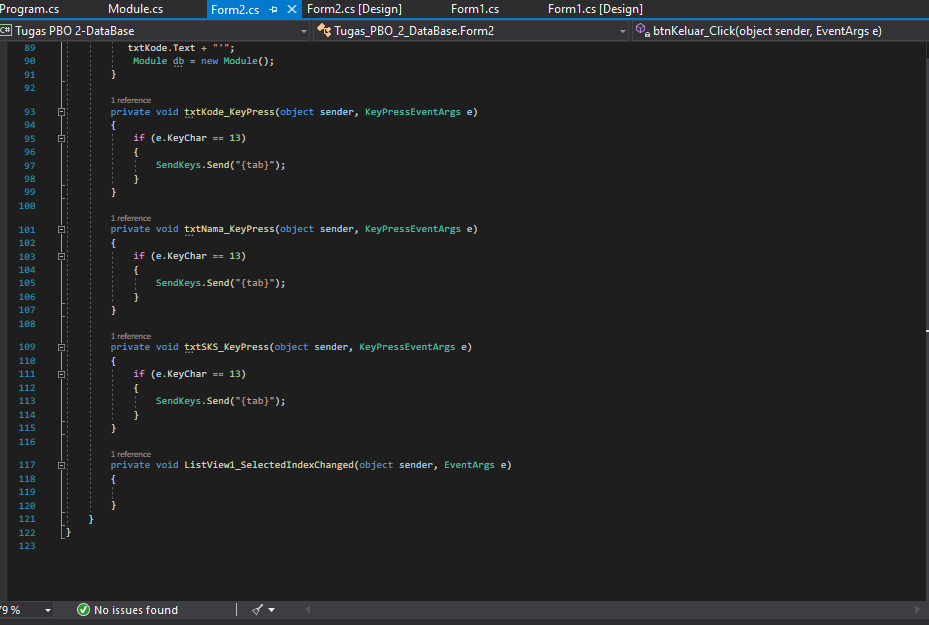 Program.cs Module.cs Form2.cs Form2.cs [Design] Form1.cs Form1.cs [Design]
C# Tugas PBO 2-DataBase Tugas_PBO_2_DataBase.Form2 btnKeluar_Click(object sender, EventArgs e)
89 txtKode.Text + "'";
90 Module db = new Module();
91 }
92
1 reference
93 private void txtKode_KeyPress(object sender, KeyPressEventArgs e)
94 {
95 if (e.KeyChar == 13)
96 {
97 SendKeys.Send("{tab}");
98 }
99 }
100
1 reference
101 private void txtNama_KeyPress(object sender, KeyPressEventArgs e)
102 {
103 if (e.KeyChar == 13)
104 {
105 SendKeys.Send("{tab}");
106 }
107 }
108
1 reference
109 private void txtSKS_KeyPress(object sender, KeyPressEventArgs e)
110 {
111 if (e.KeyChar == 13)
112 {
113 SendKeys.Send("{tab}");
114 }
115 }
116
1 reference
117 private void ListView1_SelectedIndexChanged(object sender, EventArgs e)
118 {
119
120 }
121 }
122 }
123
79 % No issues found